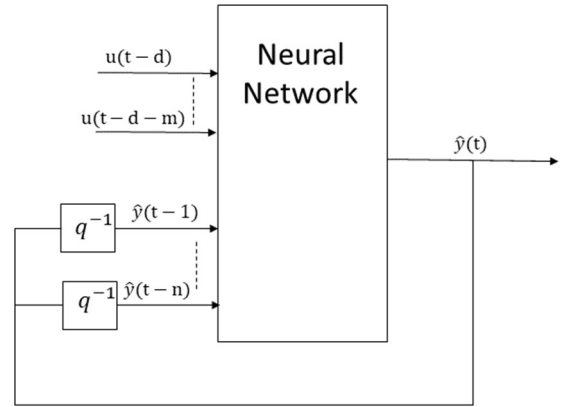 Neural
Network
u(t − d)
u(t − d − m)
ŷ(t)
q⁻¹ ŷ(t − 1)
q⁻¹ ŷ(t − n)